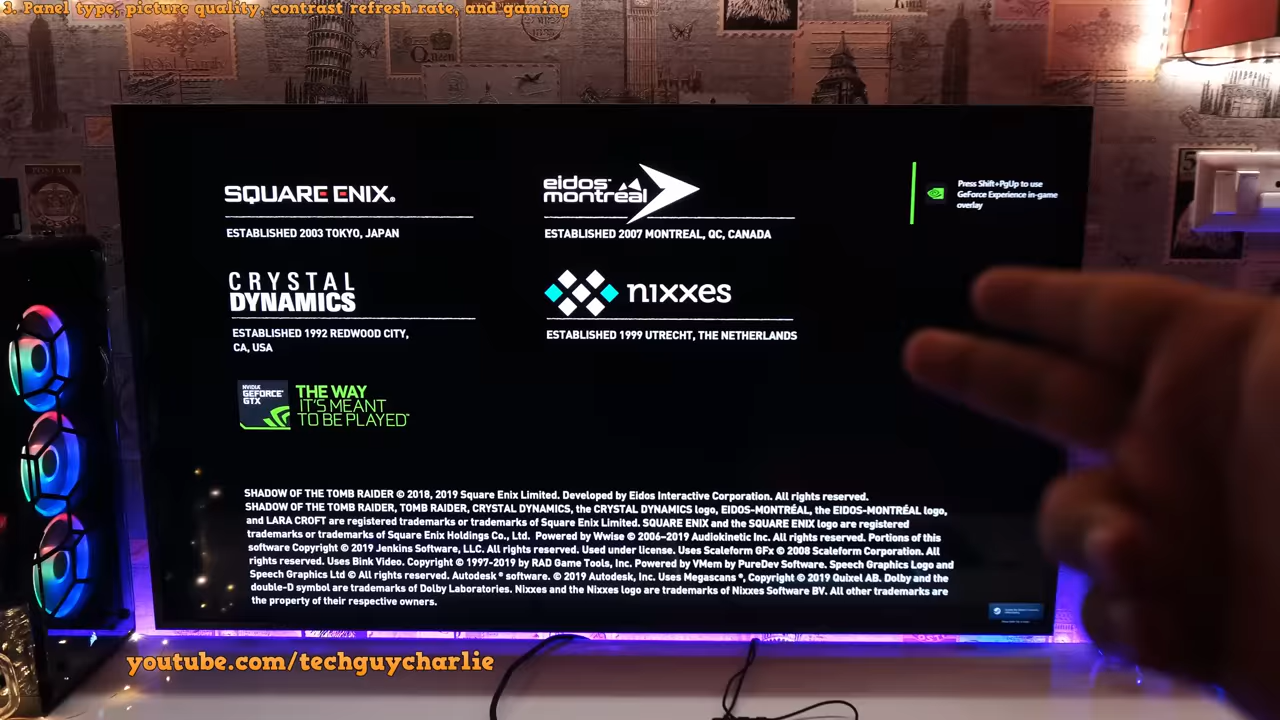 3. Panel type, picture quality, contrast refresh rate, and gaming
SQUARE ENIX.
ESTABLISHED 2003 TOKYO, JAPAN
eidos
montréal
ESTABLISHED 2007 MONTREAL, QC, CANADA
Press Shift+PgUp to use
GeForce Experience in-game
overlay
CRYSTAL
DYNAMICS
ESTABLISHED 1992 REDWOOD CITY,
CA, USA
nixxes
ESTABLISHED 1999 UTRECHT, THE NETHERLANDS
NVIDIA
GEFORCE
GTX
THE WAY
IT'S MEANT
TO BE PLAYED™
SHADOW OF THE TOMB RAIDER © 2018, 2019 Square Enix Limited. Developed by Eidos Interactive Corporation. All rights reserved.
SHADOW OF THE TOMB RAIDER, TOMB RAIDER, CRYSTAL DYNAMICS, the CRYSTAL DYNAMICS logo, EIDOS-MONTRÉAL, the EIDOS-MONTRÉAL logo,
and LARA CROFT are registered trademarks or trademarks of Square Enix Limited. SQUARE ENIX and the SQUARE ENIX logo are registered
trademarks or trademarks of Square Enix Holdings Co., Ltd. Powered by Wwise © 2006–2019 Audiokinetic Inc. All rights reserved. Portions of this
software Copyright © 2019 Jenkins Software, LLC. All rights reserved. Used under license. Uses Scaleform GFx © 2008 Scaleform Corporation. All
rights reserved. Uses Bink Video. Copyright © 1997-2019 by RAD Game Tools, Inc. Powered by VMem by PureDev Software. Speech Graphics Logo and
Speech Graphics Ltd © All rights reserved. Autodesk® software. © 2019 Autodesk, Inc. Uses Megascans®, Copyright © 2019 Quixel AB. Dolby and the
double-D symbol are trademarks of Dolby Laboratories. Nixxes and the Nixxes logo are trademarks of Nixxes Software BV. All other trademarks are
the property of their respective owners.
youtube.com/techguycharlie